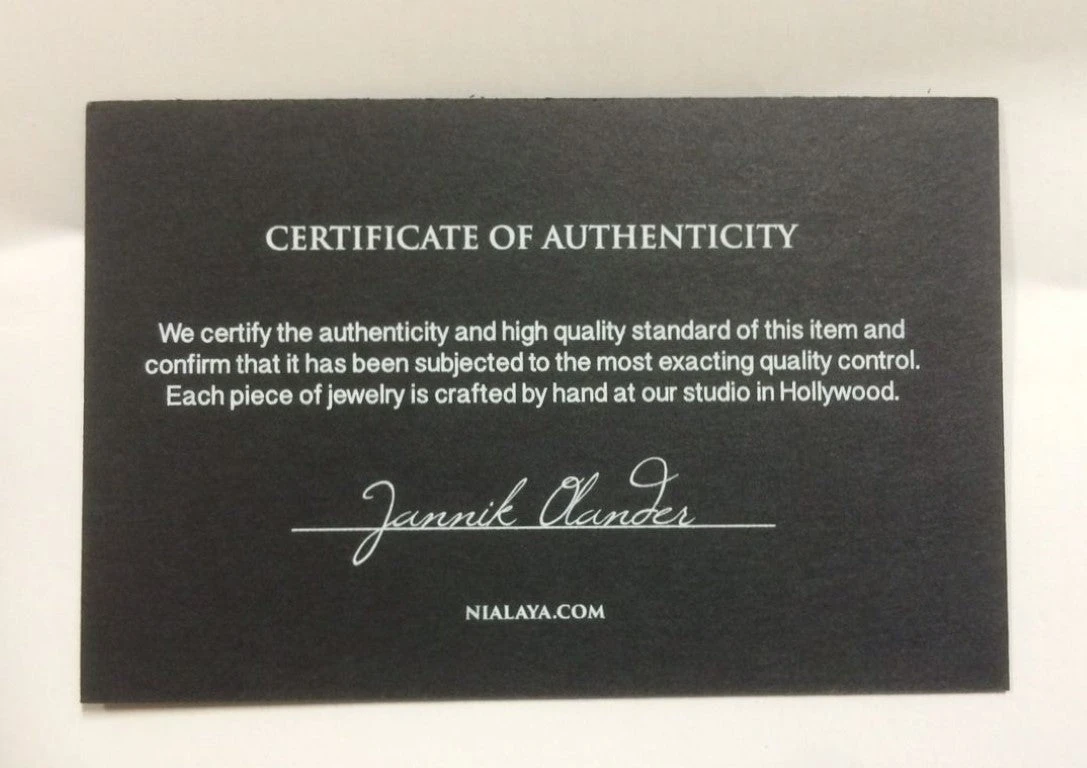 CERTIFICATE OF AUTHENTICITY
We certify the authenticity and high quality standard of this item and
confirm that it has been subjected to the most exacting quality control.
Each piece of jewelry is crafted by hand at our studio in Hollywood.
Jannik Olander
NIALAYA.COM